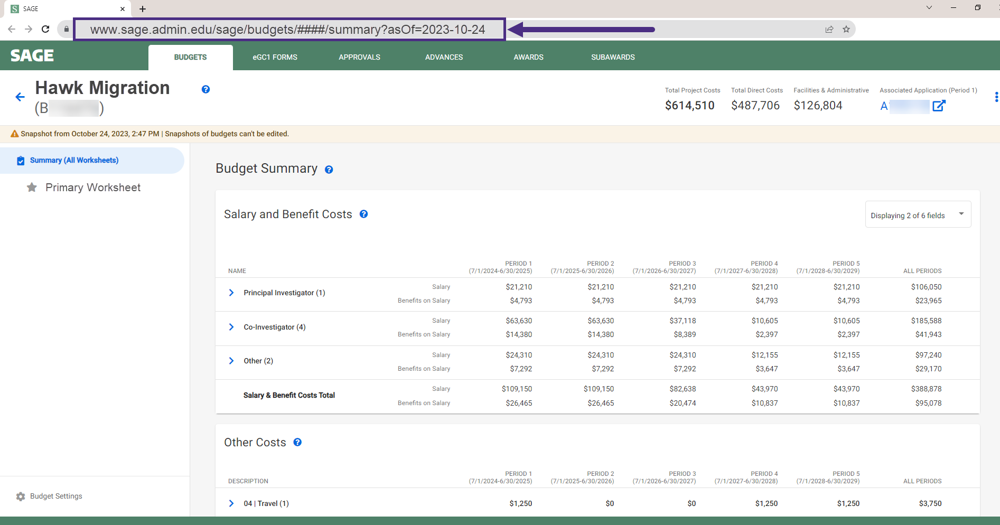 SAGE
www.sage.admin.edu/sage/budgets/####/summary?asOf=2023-10-24
SAGE BUDGETS eGC1 FORMS APPROVALS ADVANCES AWARDS SUBAWARDS
Hawk Migration
(B )
Total Project Costs Total Direct Costs Facilities & Administrative Associated Application (Period 1)
$614,510 $487,706 $126,804 A
Snapshot from October 24, 2023, 2:47 PM | Snapshots of budgets can't be edited.
Summary (All Worksheets)
Primary Worksheet
Budget Settings
Budget Summary
Salary and Benefit Costs
Displaying 2 of 6 fields
PERIOD 1 PERIOD 2 PERIOD 3 PERIOD 4 PERIOD 5
NAME (7/1/2024-6/30/2025) (7/1/2025-6/30/2026) (7/1/2026-6/30/2027) (7/1/2027-6/30/2028) (7/1/2028-6/30/2029) ALL PERIODS
Principal Investigator (1)
Salary $21,210 $21,210 $21,210 $21,210 $21,210 $106,050
Benefits on Salary $4,793 $4,793 $4,793 $4,793 $4,793 $23,965
Co-Investigator (4)
Salary $63,630 $63,630 $37,118 $10,605 $10,605 $185,588
Benefits on Salary $14,380 $14,380 $8,389 $2,397 $2,397 $41,943
Other (2)
Salary $24,310 $24,310 $24,310 $12,155 $12,155 $97,240
Benefits on Salary $7,292 $7,292 $7,292 $3,647 $3,647 $29,170
Salary & Benefit Costs Total
Salary $109,150 $109,150 $82,638 $43,970 $43,970 $388,878
Benefits on Salary $26,465 $26,465 $20,474 $10,837 $10,837 $95,078
Other Costs
PERIOD 1 PERIOD 2 PERIOD 3 PERIOD 4 PERIOD 5
DESCRIPTION (7/1/2024-6/30/2025) (7/1/2025-6/30/2026) (7/1/2026-6/30/2027) (7/1/2027-6/30/2028) (7/1/2028-6/30/2029) ALL PERIODS
04 | Travel (1) $1,250 $0 $0 $1,250 $1,250 $3,750